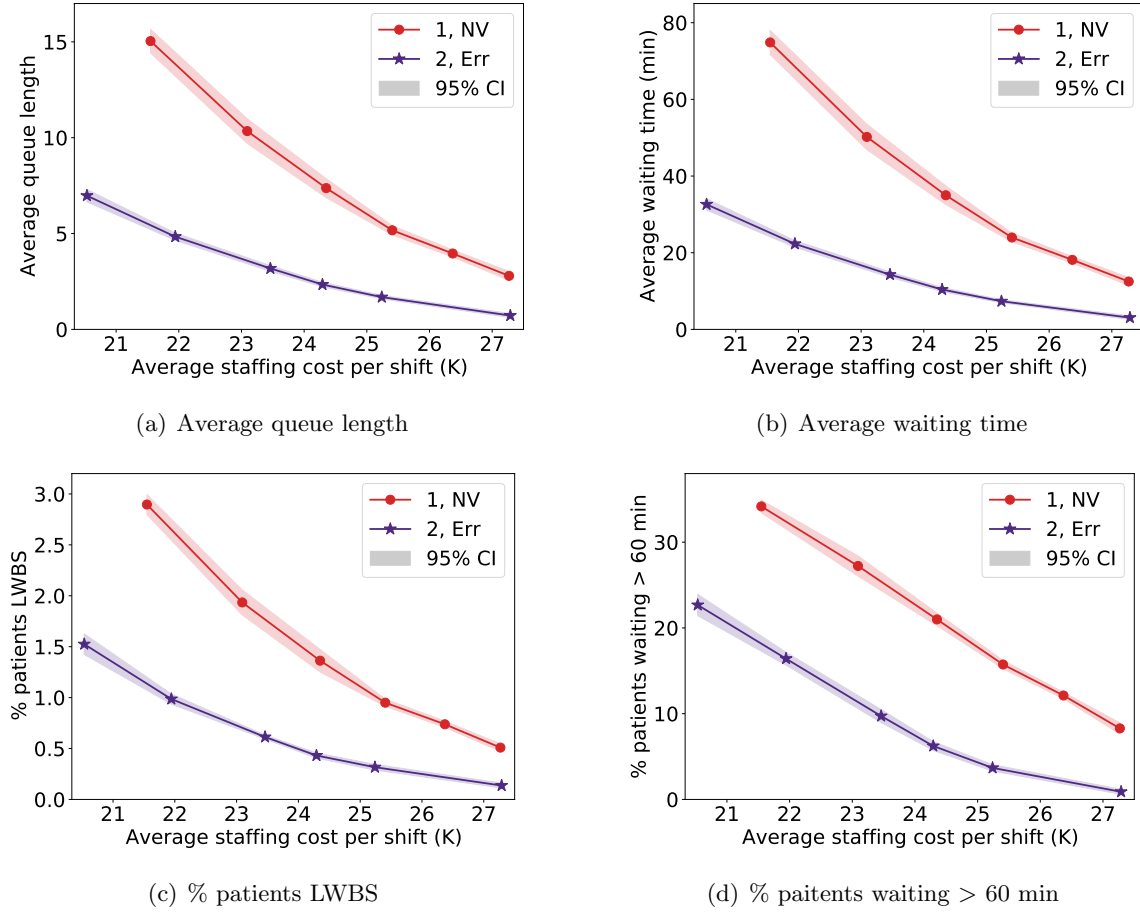 Average queue length
15
10
5
0
1, NV
2, Err
95% CI
21 22 23 24 25 26 27
Average staffing cost per shift (K)
(a) Average queue length
Average waiting time (min)
80
60
40
20
0
1, NV
2, Err
95% CI
21 22 23 24 25 26 27
Average staffing cost per shift (K)
(b) Average waiting time
% patients LWBS
3.0
2.5
2.0
1.5
1.0
0.5
0.0
1, NV
2, Err
95% CI
21 22 23 24 25 26 27
Average staffing cost per shift (K)
(c) % patients LWBS
% patients waiting > 60 min
30
20
10
0
1, NV
2, Err
95% CI
21 22 23 24 25 26 27
Average staffing cost per shift (K)
(d) % paitents waiting > 60 min